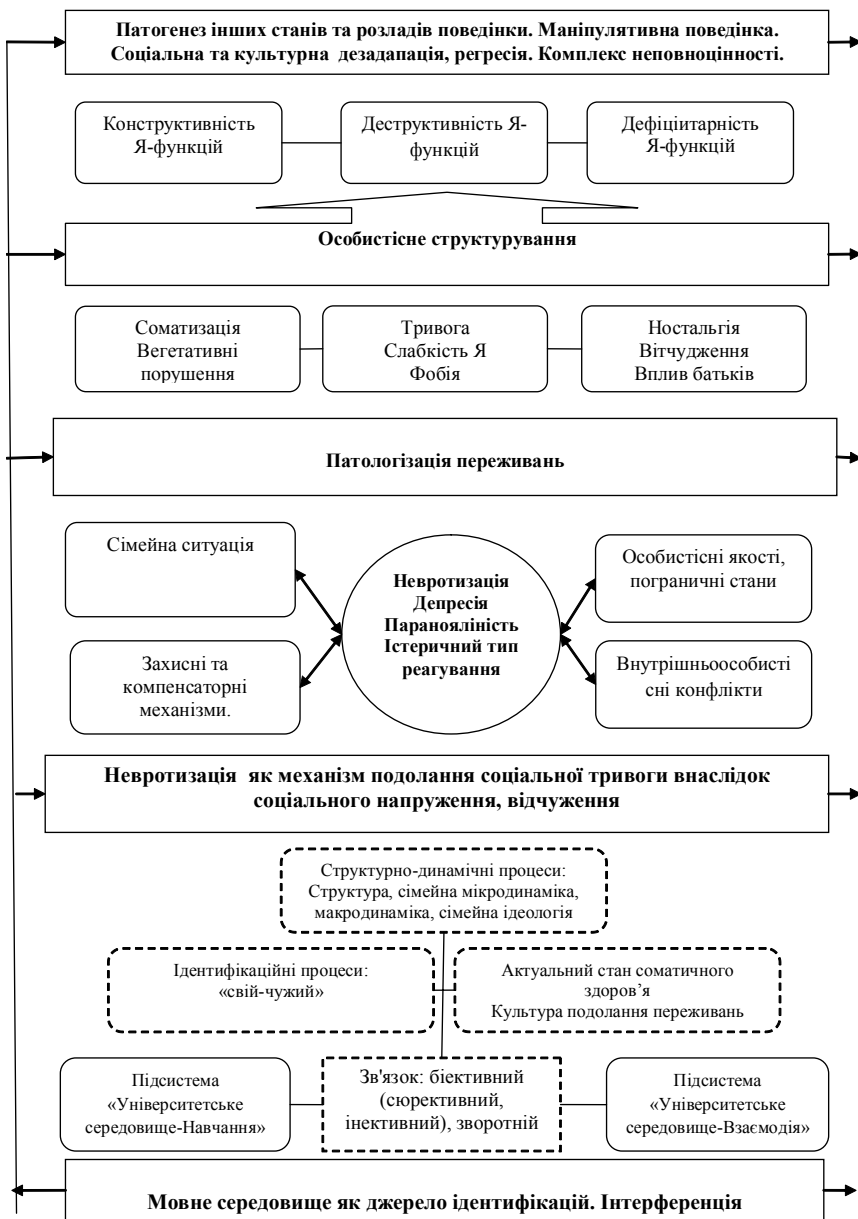 Патогенез інших станів та розладів поведінки. Маніпулятивна поведінка.
Соціальна та культурна дезадапація, регресія. Комплекс неповноцінності.
Конструктивність
Я-функцій
Деструктивність Я-
функцій
Дефіціітарність
Я-функцій
Особистісне структурування
Соматизація
Вегетативні
порушення
Тривога
Слабкість Я
Фобія
Ностальгія
Вітчудження
Вплив батьків
Патологізація переживань
Сімейна ситуація
Захисні та
компенсаторні
механізми.
Невротизація
Депресія
Паранояліність
Істеричний тип
реагування
Особистісні якості,
пограничні стани
Внутрішньоособисті
сні конфлікти
Невротизація як механізм подолання соціальної тривоги внаслідок
соціального напруження, відчуження
Структурно-динамічні процеси:
Структура, сімейна мікродинаміка,
макродинаміка, сімейна ідеологія
Ідентифікаційні процеси:
«свій-чужий»
Актуальний стан соматичного
здоров’я
Культура подолання переживань
Підсистема
«Університетське
середовище-Навчання»
Зв'язок: біективний
(сюрективний,
інективний), зворотній
Підсистема
«Університетське
середовище-Взаємодія»
Мовне середовище як джерело ідентифікацій. Інтерференція